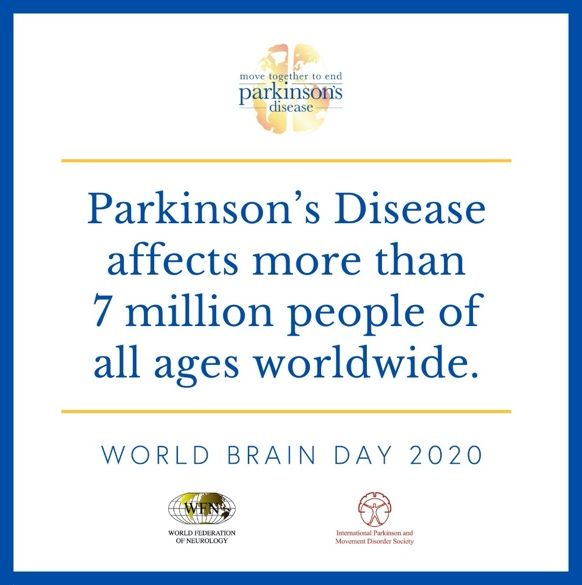 move together to end
parkinson's
disease
Parkinson’s Disease
affects more than
7 million people of
all ages worldwide.
WORLD BRAIN DAY 2020
WFN
WORLD FEDERATION
OF NEUROLOGY
International Parkinson and
Movement Disorder Society